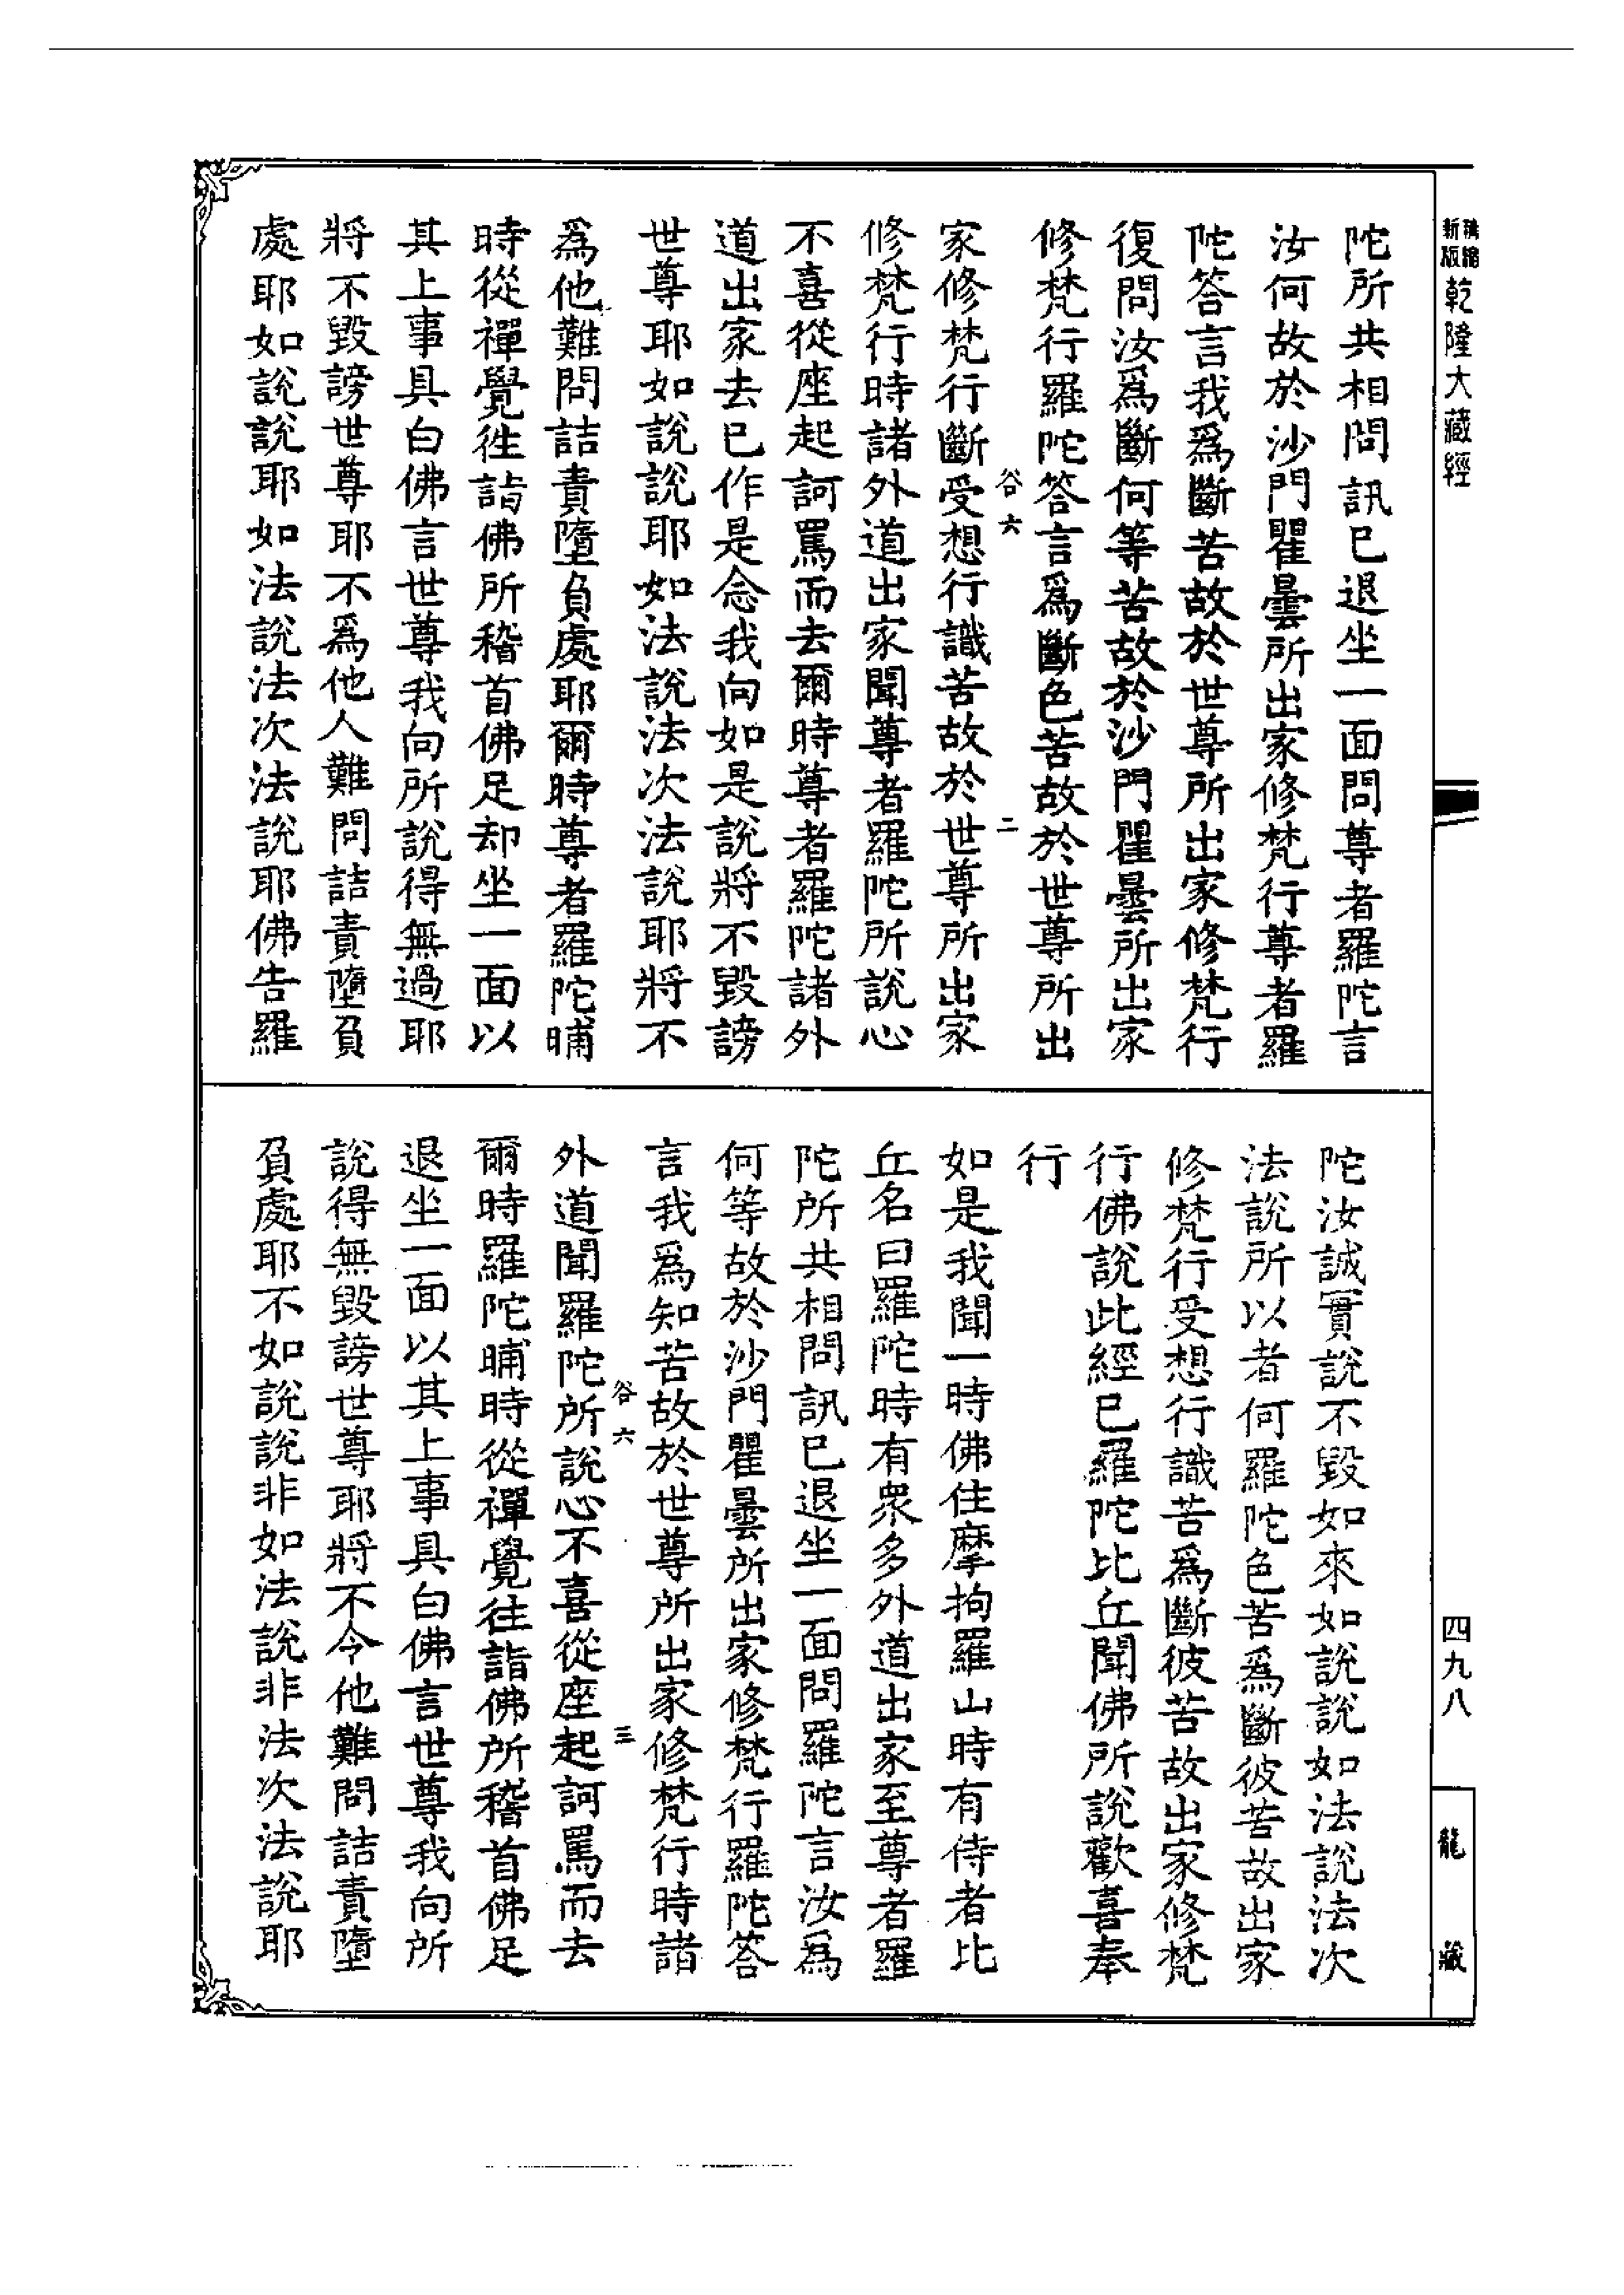 陀所共相問訊已退坐一面問尊者羅陀言
汝何故於沙門瞿曇所出家修梵行尊者羅
陀答言我爲斷苦故於世尊所出家修梵行
復問汝爲斷何等苦故於沙門瞿曇所出家
修梵行羅陀答言爲斷色苦故於世尊所出
谷六 二
家修梵行斷受想行識苦故於世尊所出家
修梵行時諸外道出家聞尊者羅陀所說心
不喜從座起訶罵而去爾時尊者羅陀諸外
道出家去已作是念我向如是說將不毀謗
世尊耶如說說耶如法說法次法說耶將不
爲他難問詰責墮負處耶爾時尊者羅陀晡
時從禪覺徃詣佛所稽首佛足却坐一面以
其上事具白佛言世尊我向所說得無過耶
將不毀謗世尊耶不爲他人難問詰責墮負
處耶如說說耶如法說法次法說耶佛告羅
陀汝誠實說不毀如來如說說如法說法次
法說所以者何羅陀色苦爲斷彼苦故出家
修梵行受想行識苦爲斷彼苦故出家修梵
行佛說此經已羅陀比丘聞佛所說歡喜奉
行
如是我聞一時佛住摩拘羅山時有侍者比
丘名曰羅陀時有衆多外道出家至尊者羅
陀所共相問訊已退坐一面問羅陀言汝爲
何等故於沙門瞿曇所出家修梵行羅陀答
言我爲知苦故於世尊所出家修梵行時諸
谷六 三
外道聞羅陀所說心不喜從座起訶罵而去
爾時羅陀晡時從禪覺往詣佛所稽首佛足
退坐一面以其上事具白佛言世尊我向所
說得無毀謗世尊耶將不令他難問詰責墮
負處耶不如說說非如法說非法次法說耶
新版精縮 乾隆大藏經
四九八
龍藏